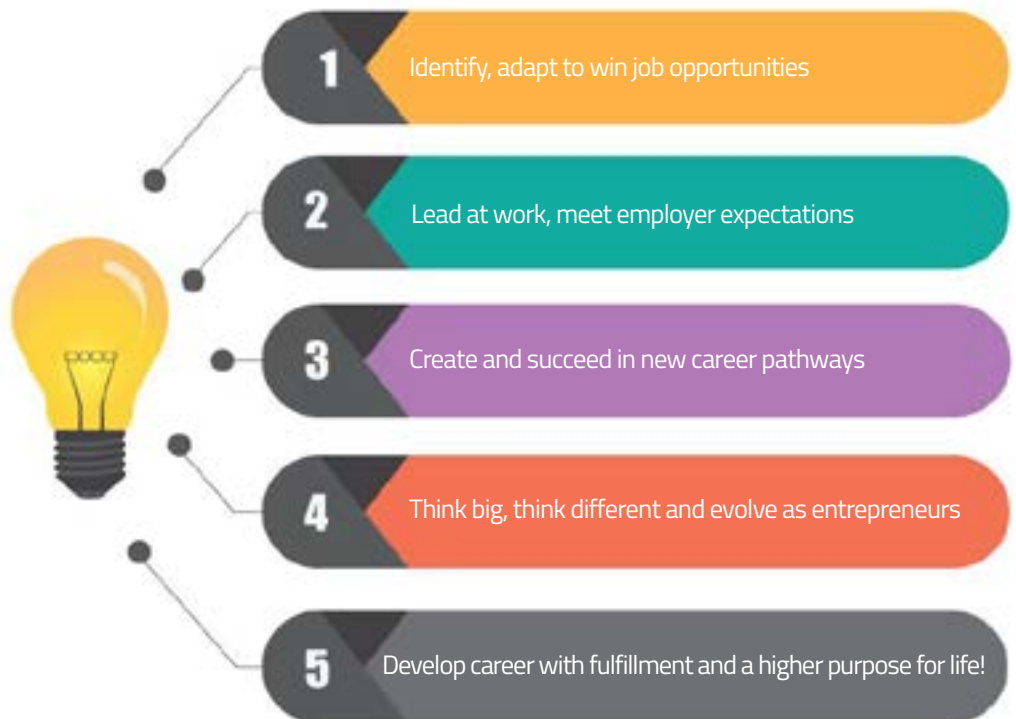 1 Identify, adapt to win job opportunities
2 Lead at work, meet employer expectations
3 Create and succeed in new career pathways
4 Think big, think different and evolve as entrepreneurs
5 Develop career with fulfillment and a higher purpose for life!